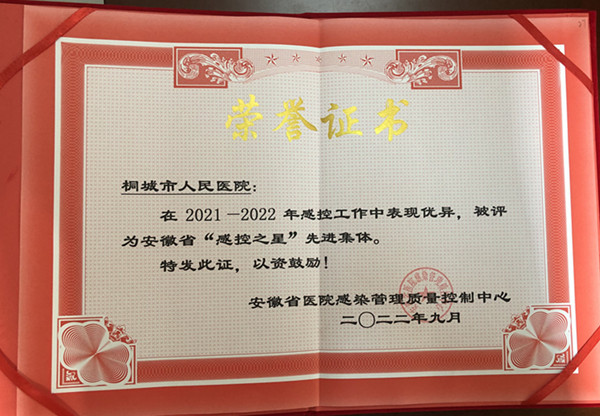 荣誉证书
桐城市人民医院：
在 2021－2022 年感控工作中表现优异，被评
为安徽省“感控之星”先进集体。
特发此证，以资鼓励！
安徽省医院感染管理质量控制中心
二〇二二年九月